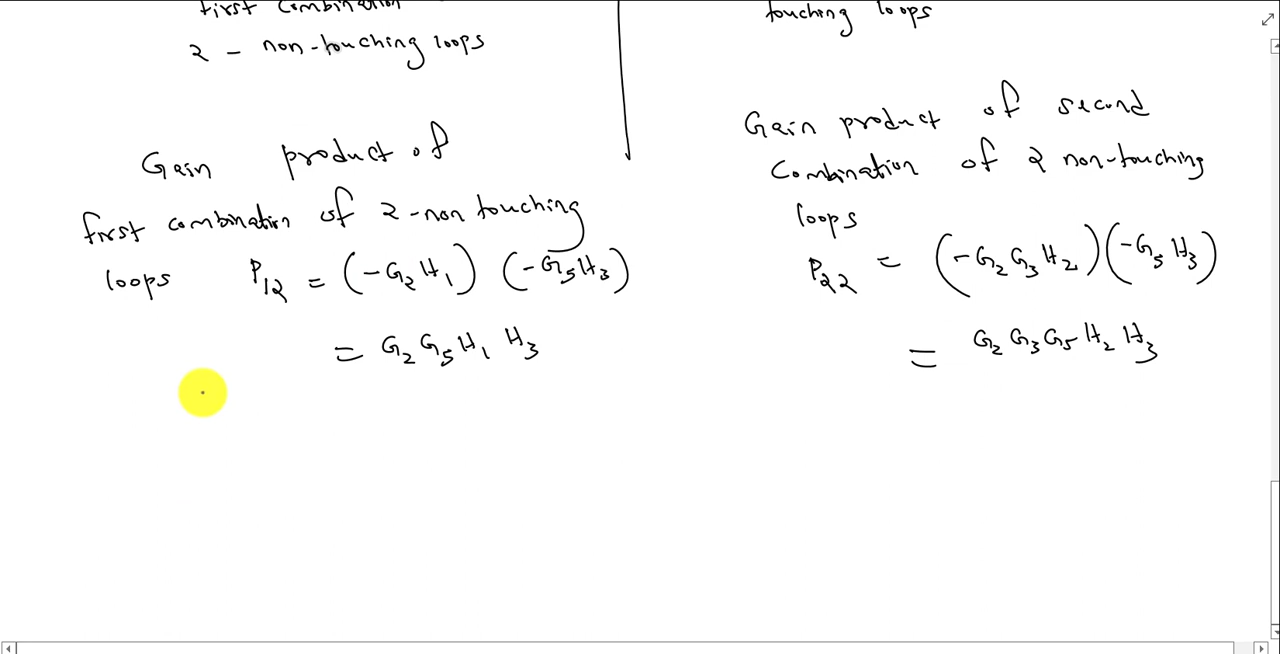 first combination
2 - non-touching loops
Gain product of
first combination of 2-non touching
loops P₁₂ = (-G₂H₁) (-G₅H₃)
= G₂G₅H₁H₃
touching loops
Gain product of second
Combination of 2 non-touching
loops
P₂₂ = (-G₂G₃H₂)(-G₅H₃)
= G₂G₃G₅H₂H₃